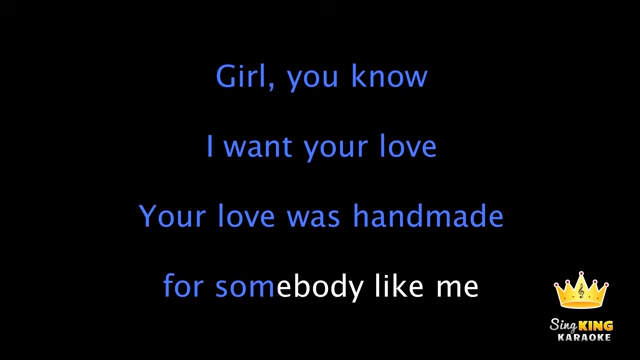 Girl, you know
I want your love
Your love was handmade
for somebody like me
Sing KING
KARAOKE